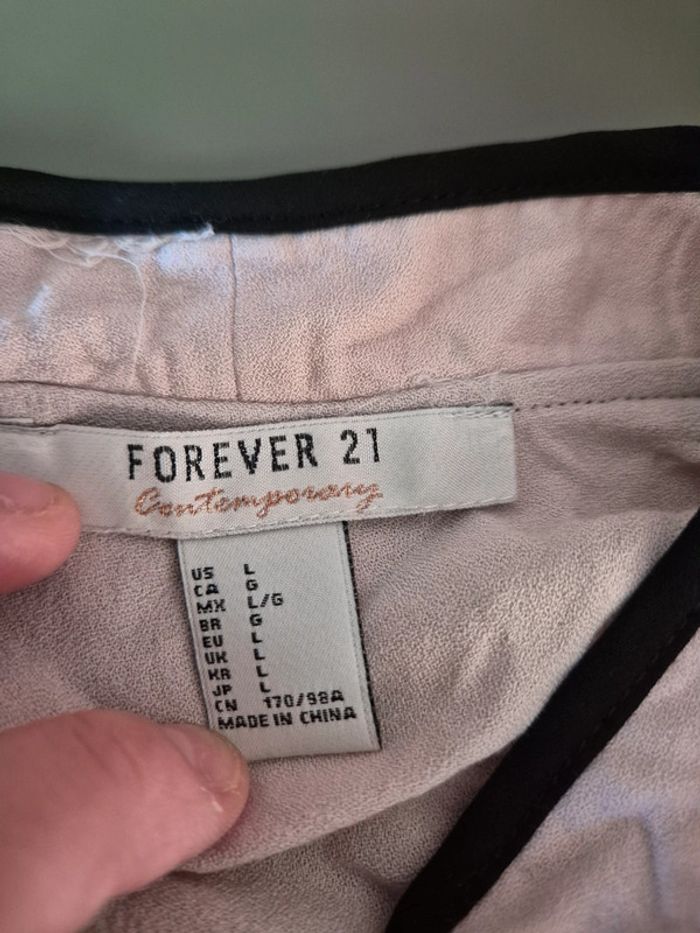 FOREVER 21
Contemporary
US L
CA G
MX L/G
BR G
EU L
UK L
KR L
JP L
CN 170/98A
MADE IN CHINA